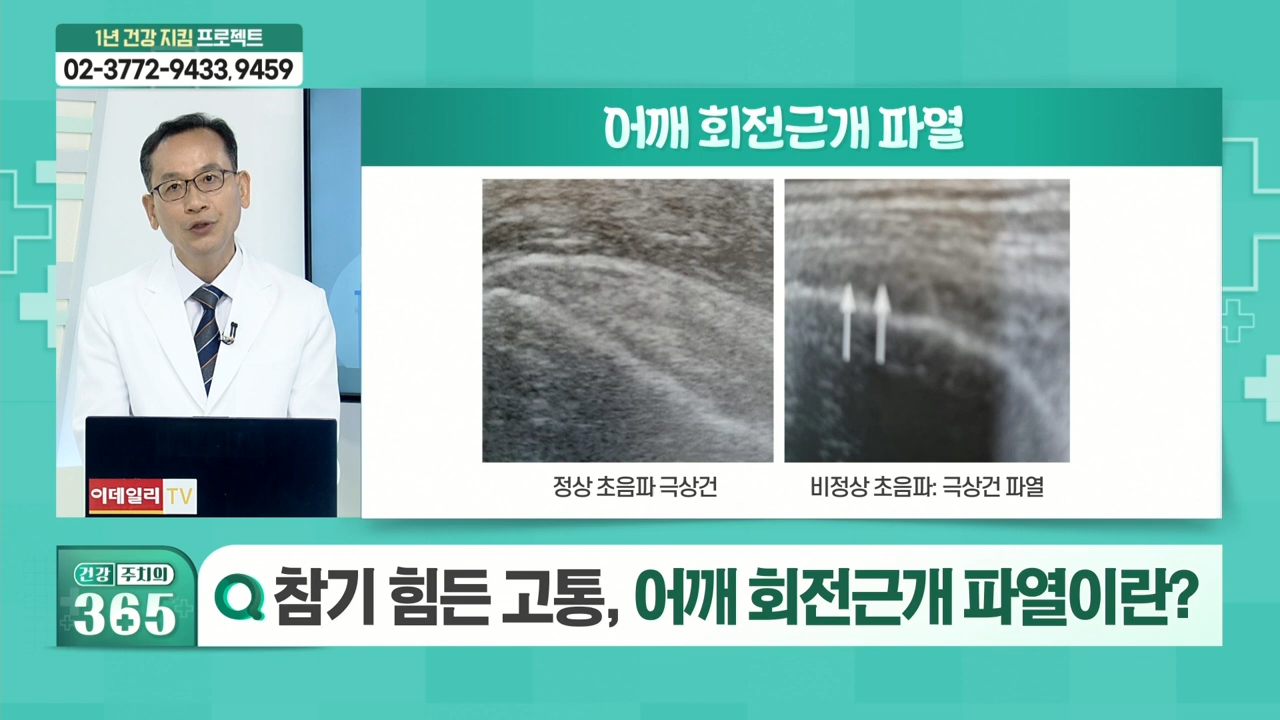 1년 건강 지킴 프로젝트
02-3772-9433, 9459
어깨 회전근개 파열
정상 초음파 극상건
비정상 초음파: 극상건 파열
이데일리 TV
건강 주치의
365
Q 참기 힘든 고통, 어깨 회전근개 파열이란?